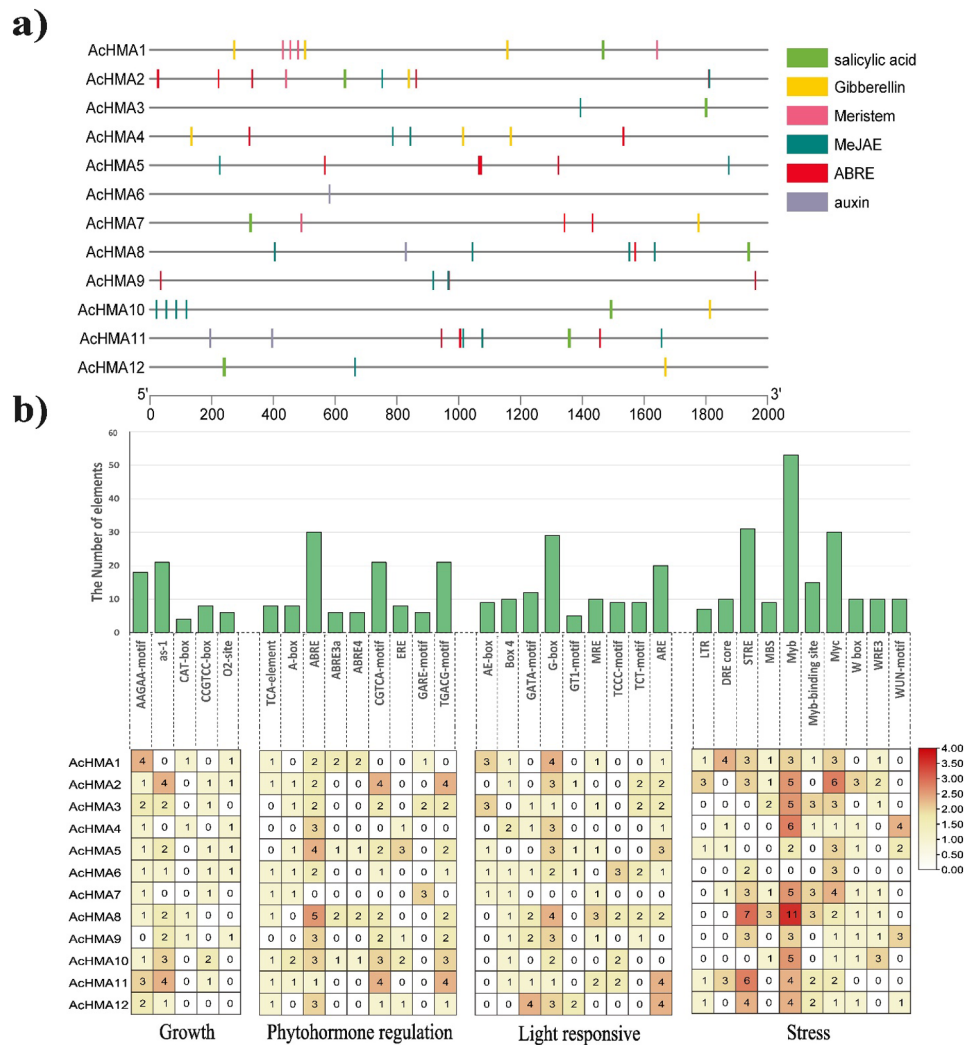 a)
AcHMA1
AcHMA2
AcHMA3
AcHMA4
AcHMA5
AcHMA6
AcHMA7
AcHMA8
AcHMA9
AcHMA10
AcHMA11
AcHMA12
salicylic acid
Gibberellin
Meristem
MeJAE
ABRE
auxin
5' 3'
0 200 400 600 800 1000 1200 1400 1600 1800 2000
b)
The Number of elements
60
50
40
30
20
10
0
AAGAA-motif
as-1
CAT-box
CCGTCC-box
O2-site
TCA-element
A-box
ABRE
ABRE3a
ABRE4
CGTCA-motif
ERE
GARE-motif
TGACG-motif
AE-box
Box 4
GATA-motif
G-box
GT1-motif
MRE
TCCC-motif
TCT-motif
ARE
LTR
DRE core
STRE
MBS
Myb
Myb-binding site
Myc
W box
WRE3
WUN-motif
AcHMA1 4 0 1 0 1 1 0 2 2 2 0 0 1 0 3 0 0 4 0 1 0 0 1 1 4 3 1 3 1 3 0 1 0
AcHMA2 1 4 0 1 1 1 1 2 0 0 4 0 0 4 0 1 0 3 1 0 0 2 2 3 0 3 1 5 0 6 3 2 0
AcHMA3 2 2 0 1 0 0 1 2 0 0 2 0 2 2 3 0 1 1 0 1 0 2 2 0 0 0 2 5 3 3 0 1 0
AcHMA4 1 0 1 0 1 0 0 3 0 0 0 1 0 0 0 2 1 3 0 0 0 0 1 0 1 0 0 6 1 1 1 0 4
AcHMA5 1 1 0 1 1 0 1 4 1 1 2 3 0 2 1 0 0 3 1 1 0 0 3 0 1 1 0 2 0 3 1 0 2
AcHMA6 1 1 0 1 1 1 1 0 0 0 1 0 0 1 1 1 1 2 1 0 3 2 1 0 0 2 0 0 0 3 0 0 0
AcHMA7 1 0 0 1 0 1 1 0 0 0 0 0 3 0 1 1 0 0 0 1 0 0 0 0 1 3 1 5 3 4 1 1 0
AcHMA8 1 2 1 0 0 1 0 5 2 2 2 1 0 2 0 1 2 4 0 3 2 2 2 0 0 7 3 11 3 2 1 1 0
AcHMA9 0 2 1 0 1 0 0 3 0 0 2 1 0 2 0 1 2 3 0 1 0 1 0 0 0 3 0 3 0 1 1 1 3
AcHMA10 1 3 0 2 0 1 2 3 1 1 3 2 0 3 0 1 0 1 0 0 2 0 0 0 0 0 1 5 0 1 1 3 0
AcHMA11 3 4 0 1 0 1 1 1 0 0 4 0 0 4 0 1 1 1 0 2 2 0 4 1 3 6 0 4 2 2 0 0 0
AcHMA12 2 1 0 0 0 1 0 3 0 0 1 1 0 1 0 0 4 3 2 0 0 0 4 1 0 4 0 4 2 1 1 0 1
4.00
3.50
3.00
2.50
2.00
1.50
1.00
0.50
0.00
Growth
Phytohormone regulation
Light responsive
Stress